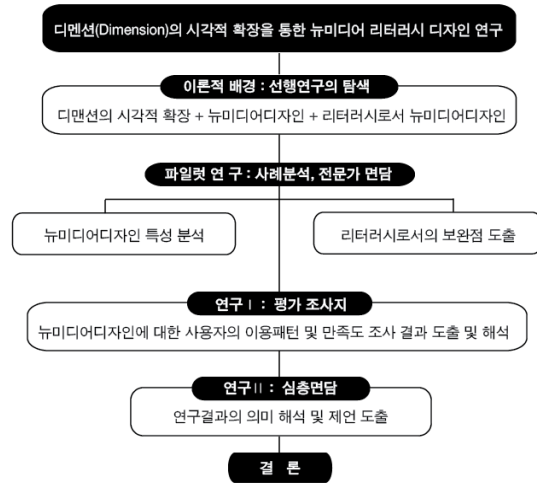 디멘션(Dimension)의 시각적 확장을 통한 뉴미디어 리터러시 디자인 연구
이론적 배경 : 선행연구의 탐색
디맨션의 시각적 확장 + 뉴미디어디자인 + 리터러시로서 뉴미디어디자인
파일럿 연 구 : 사례분석, 전문가 면담
뉴미디어디자인 특성 분석
리터러시로서의 보완점 도출
연구Ⅰ : 평가 조사지
뉴미디어디자인에 대한 사용자의 이용패턴 및 만족도 조사 결과 도출 및 해석
연구Ⅱ : 심층면담
연구결과의 의미 해석 및 제언 도출
결 론